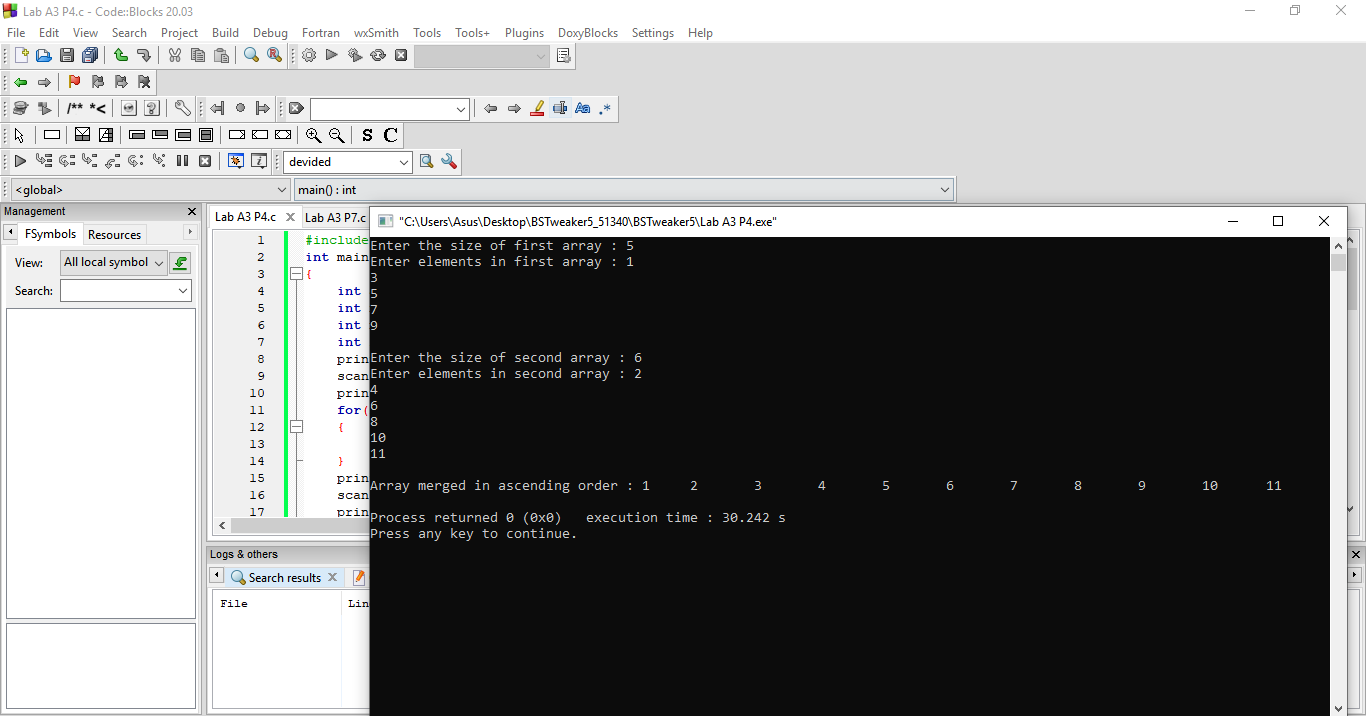 Lab A3 P4.c - Code::Blocks 20.03
File Edit View Search Project Build Debug Fortran wxSmith Tools Tools+ Plugins DoxyBlocks Settings Help
/** *<
Aa .*
S C
devided
<global> main() : int
Management
FSymbols Resources
View: All local symbol
Search:
Lab A3 P4.c Lab A3 P7.c
1 #include
2 int main
3 {
4 int
5 int
6 int
7 int
8 prin
9 scan
10 prin
11 for(
12 {
13
14 }
15 prin
16 scan
17 prin
Logs & others
Search results
File Lin
"C:\Users\Asus\Desktop\BSTweaker5_51340\BSTweaker5\Lab A3 P4.exe"
Enter the size of first array : 5
Enter elements in first array : 1
3
5
7
9
Enter the size of second array : 6
Enter elements in second array : 2
4
6
8
10
11
Array merged in ascending order : 1 2 3 4 5 6 7 8 9 10 11
Process returned 0 (0x0) execution time : 30.242 s
Press any key to continue.